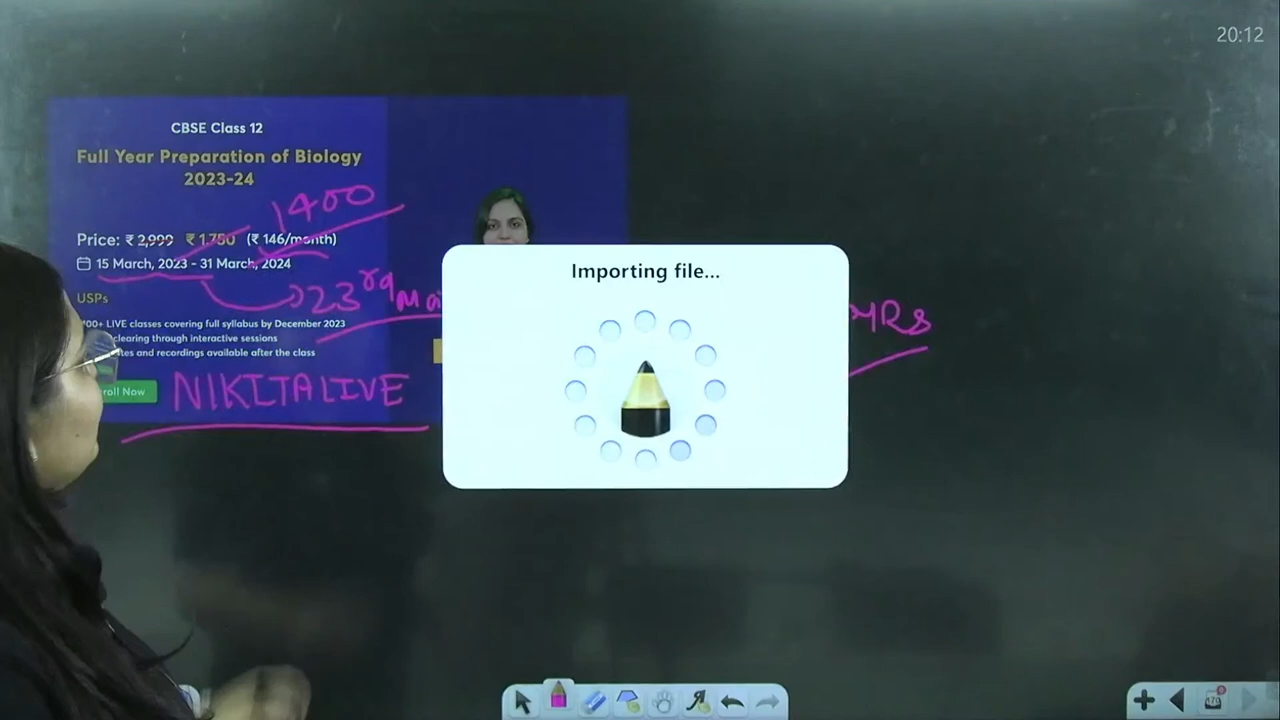 20:12
CBSE Class 12
Full Year Preparation of Biology
2023-24
1400
Price: ₹ 2,999 ₹ 1,750 (₹ 146/month)
15 March, 2023 - 31 March, 2024
23rd
USPs
LIVE classes covering full syllabus by December 2023
clearing through interactive sessions
and recordings available after the class
Now
NIKITALIVE
Importing file...